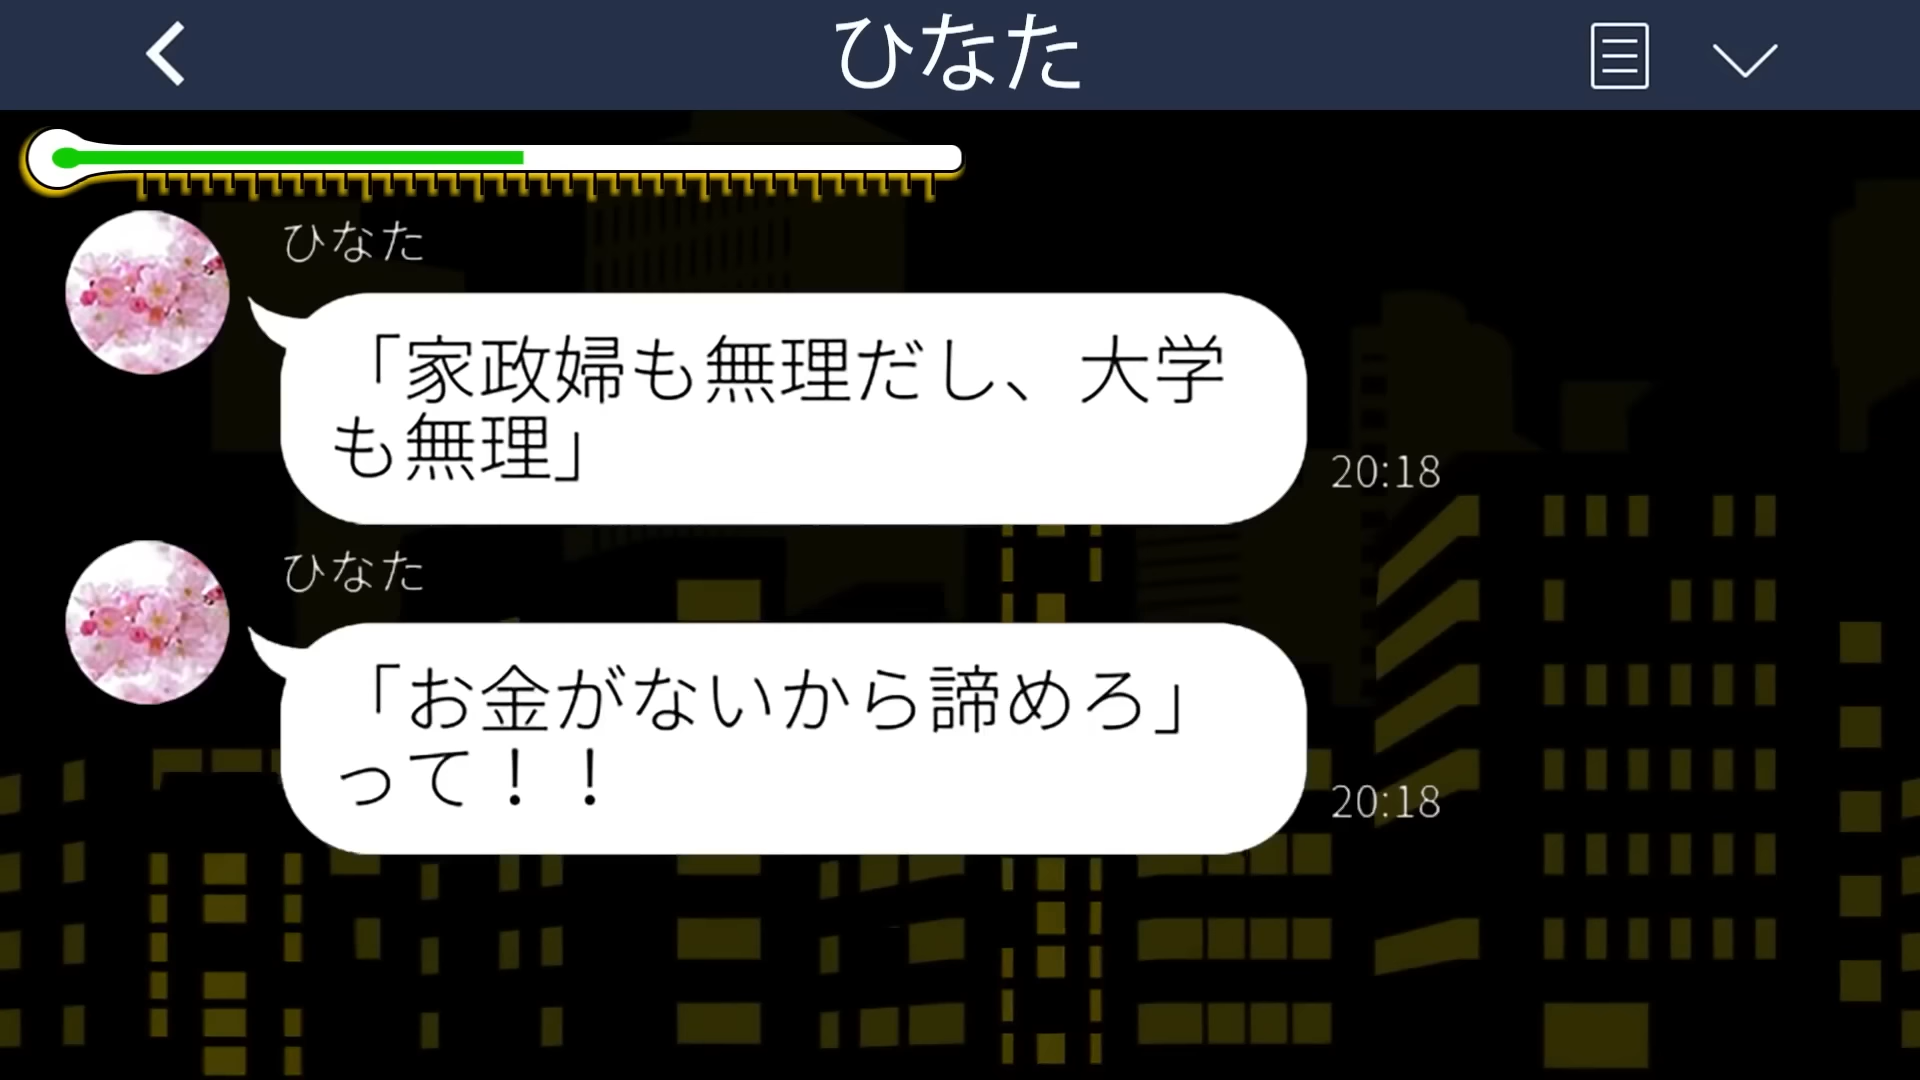 ひなた
ひなた
「家政婦も無理だし、大学
も無理」
20:18
ひなた
「お金がないから諦めろ」
って！！
20:18